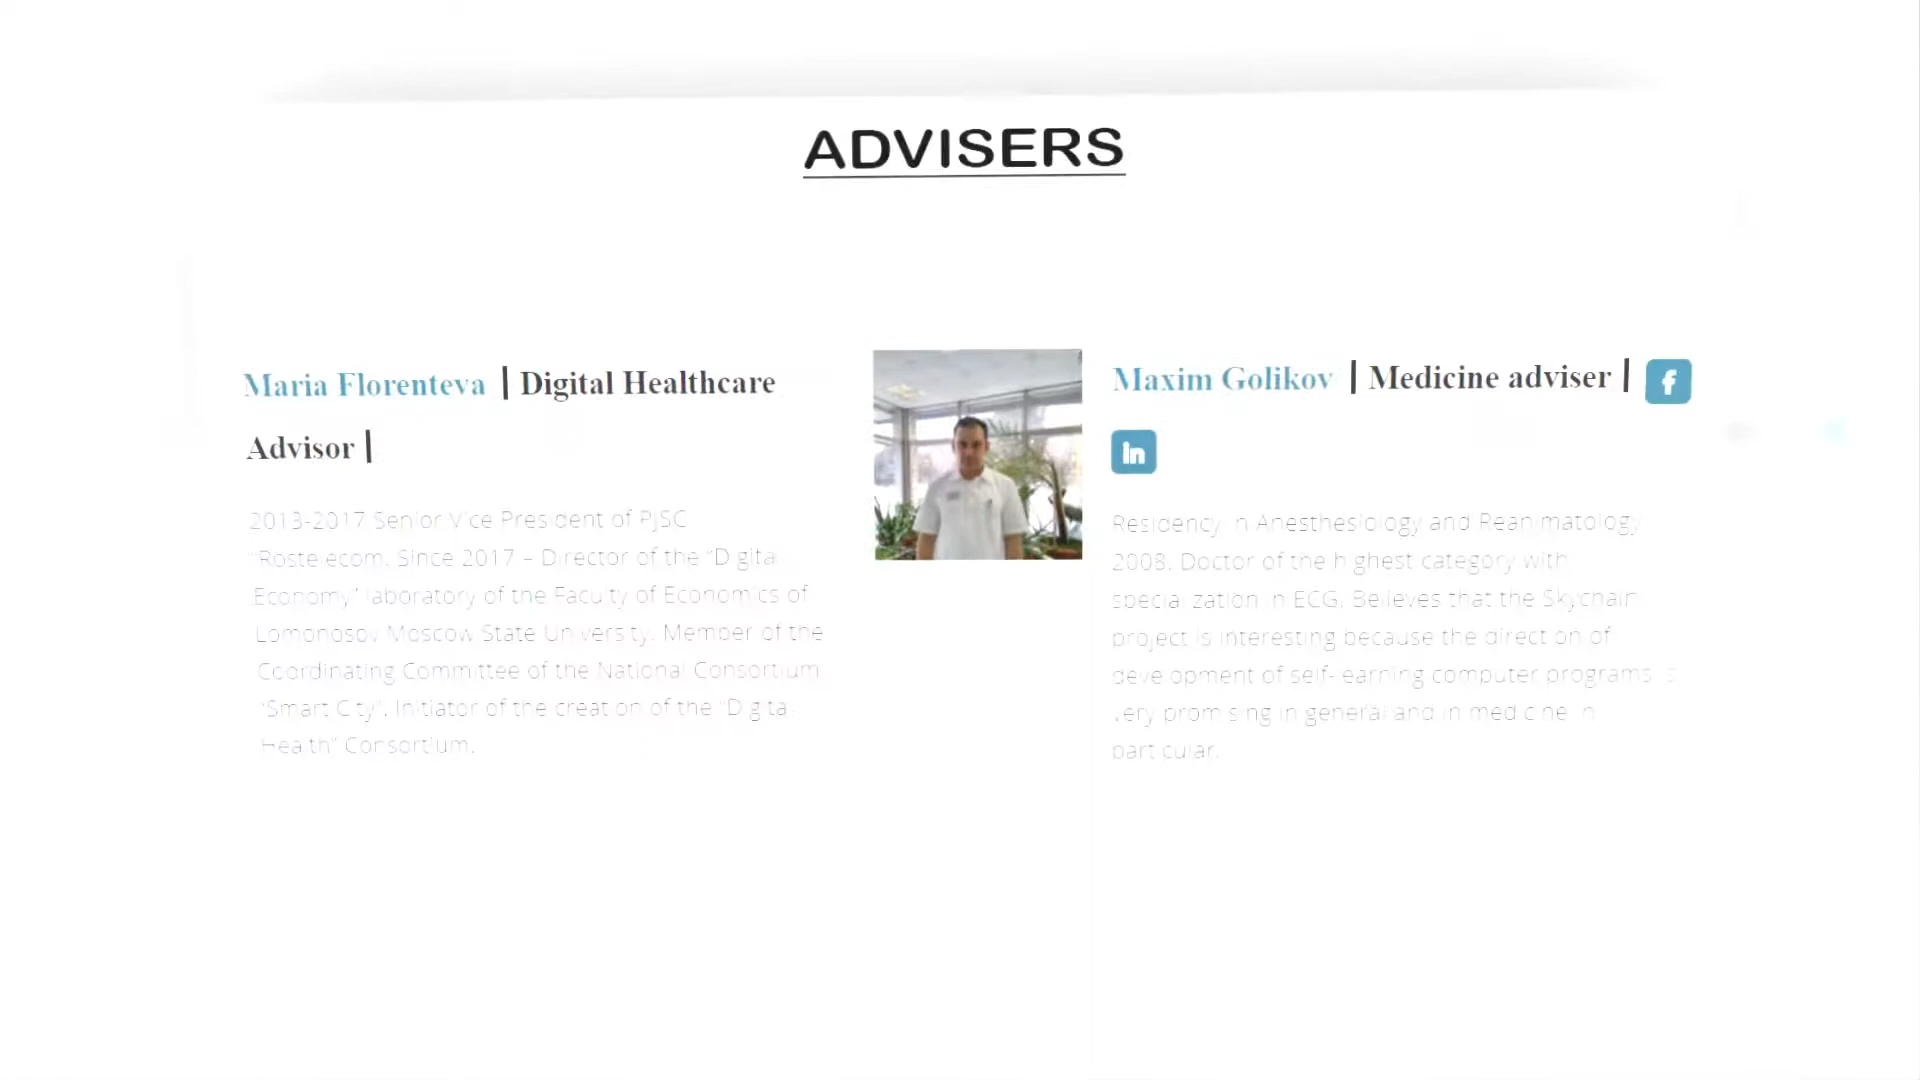 ADVISERS
Maria Florenteva | Digital Healthcare
Advisor |
2013-2017 Senior Vice President of PJSC
"Rostelecom. Since 2017 – Director of the "Digital
Economy" laboratory of the Faculty of Economics of
Lomonosov Moscow State University. Member of the
Coordinating Committee of the National Consortium
"Smart City". Initiator of the creation of the "Digital
Health" Consortium.
Maxim Golikov | Medicine adviser | f
in
Residency in Anesthesiology and Reanimatology
2008. Doctor of the highest category with
specialization in ECG. Believes that the Skychain
project is interesting because the direction of
development of self-learning computer programs is
very promising in general and in medicine in
particular.